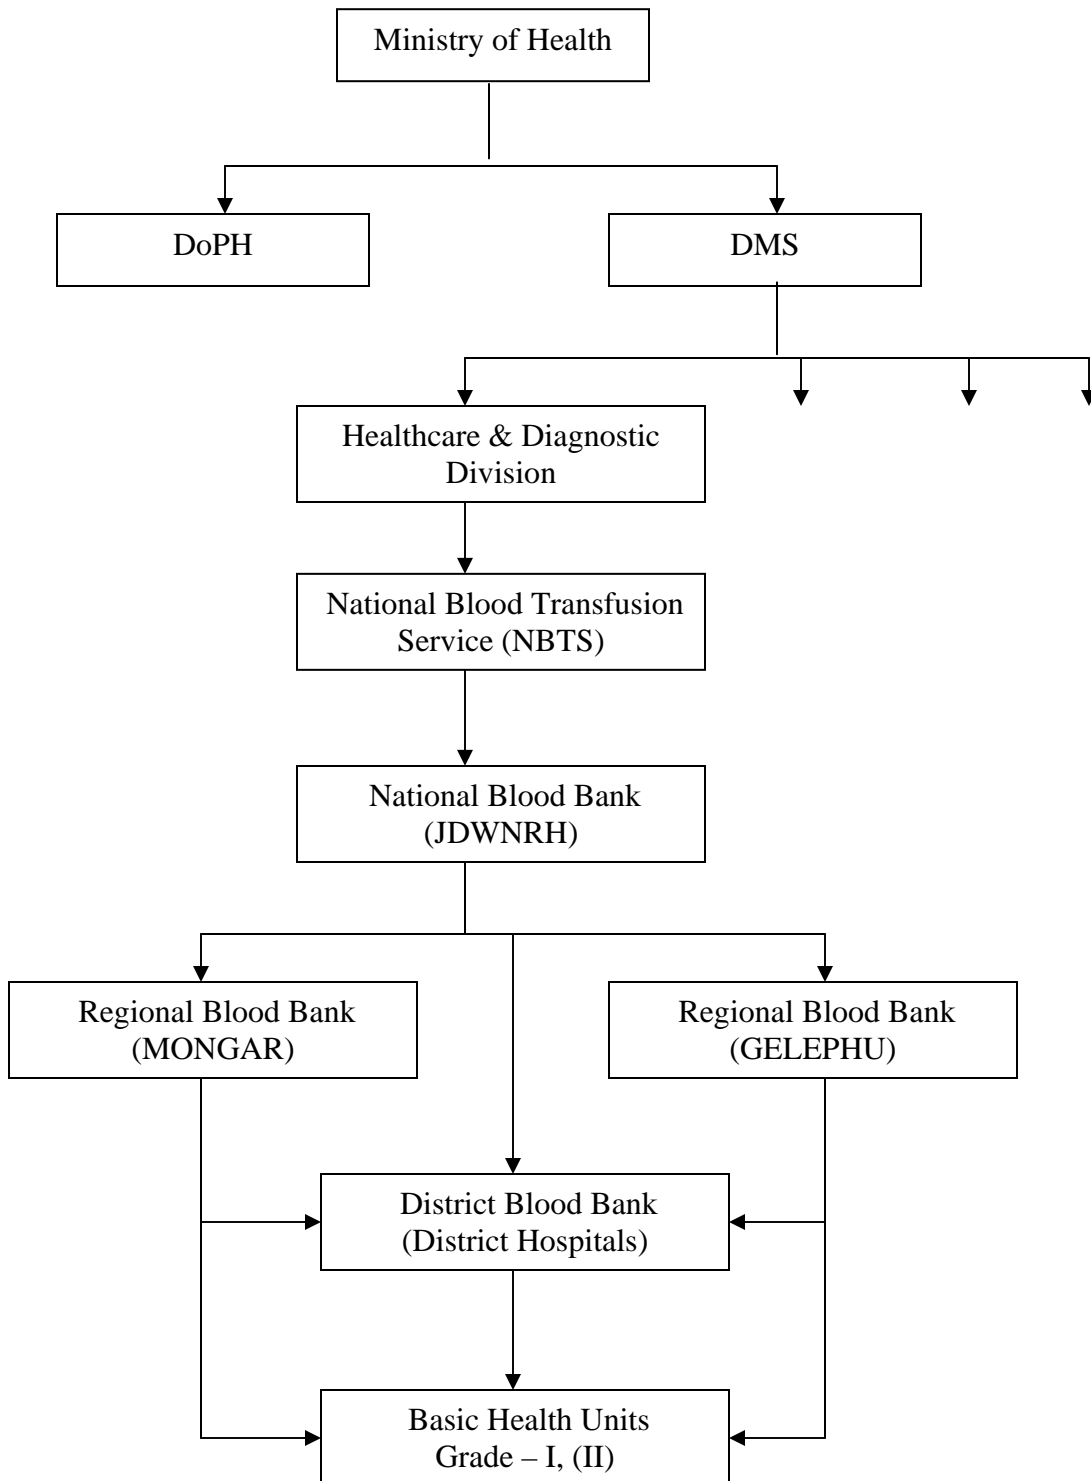 Ministry of Health
DoPH
DMS
Healthcare & Diagnostic
Division
National Blood Transfusion
Service (NBTS)
National Blood Bank
(JDWNRH)
Regional Blood Bank
(MONGAR)
Regional Blood Bank
(GELEPHU)
District Blood Bank
(District Hospitals)
Basic Health Units
Grade – I, (II)